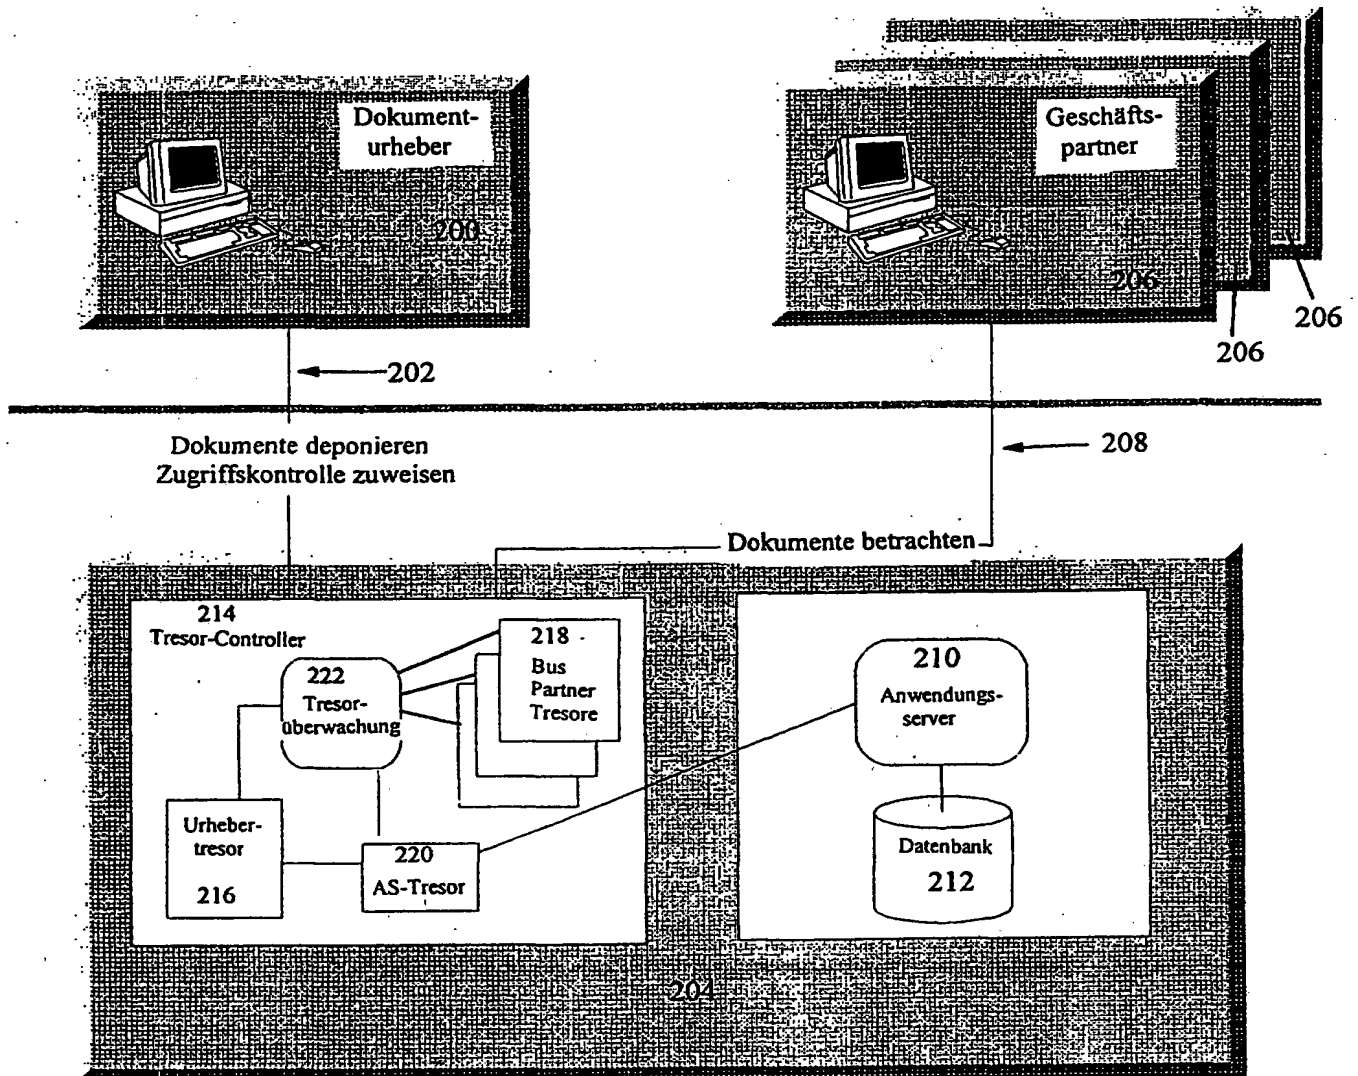 Dokument-
urheber
200
Geschäfts-
partner
206
206
206
202
Dokumente deponieren
Zugriffskontrolle zuweisen
208
Dokumente betrachten
214
Tresor-Controller
222
Tresor-
überwachung
218
Bus
Partner
Tresore
210
Anwendungs-
server
Urheber-
tresor
216
220
AS-Tresor
Datenbank
212
204